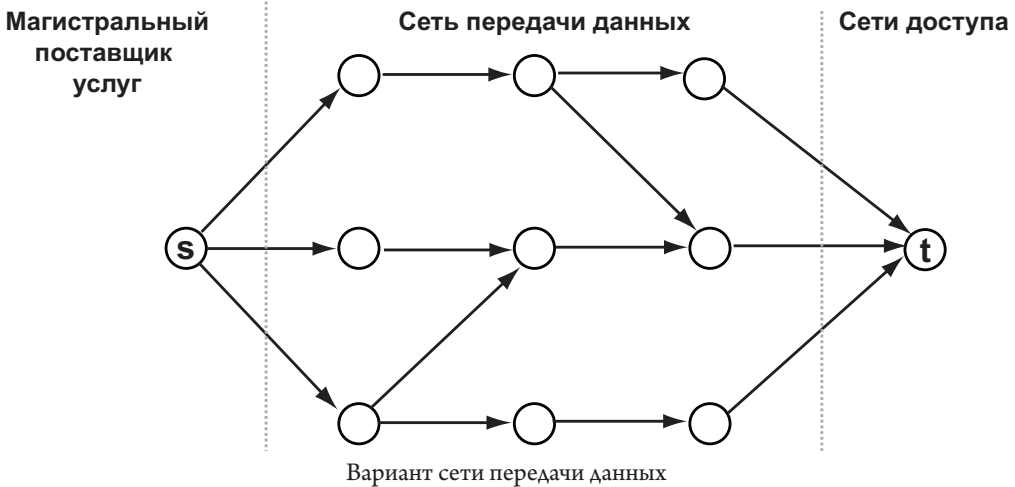 Магистральный
поставщик
услуг
Сеть передачи данных
Сети доступа
s
t
Вариант сети передачи данных